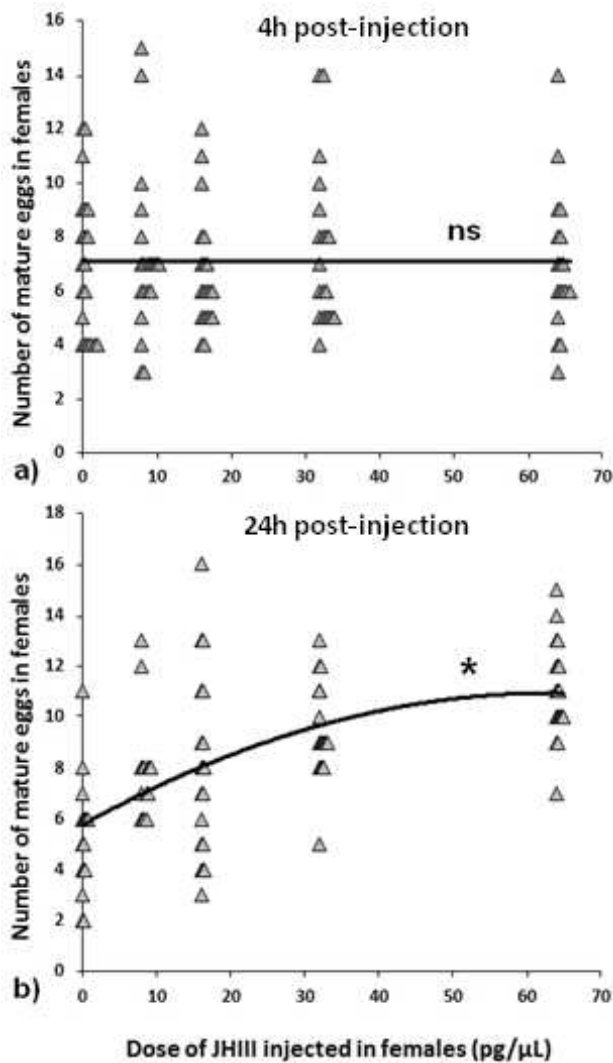 16
4h post-injection
14
12
10
8
ns
6
4
2
0
Number of mature eggs in females
a)
0 10 20 30 40 50 60 70
18
24h post-injection
16
14
12
*
10
8
6
4
2
0
Number of mature eggs in females
b)
0 10 20 30 40 50 60 70
Dose of JHIII injected in females (pg/µL)